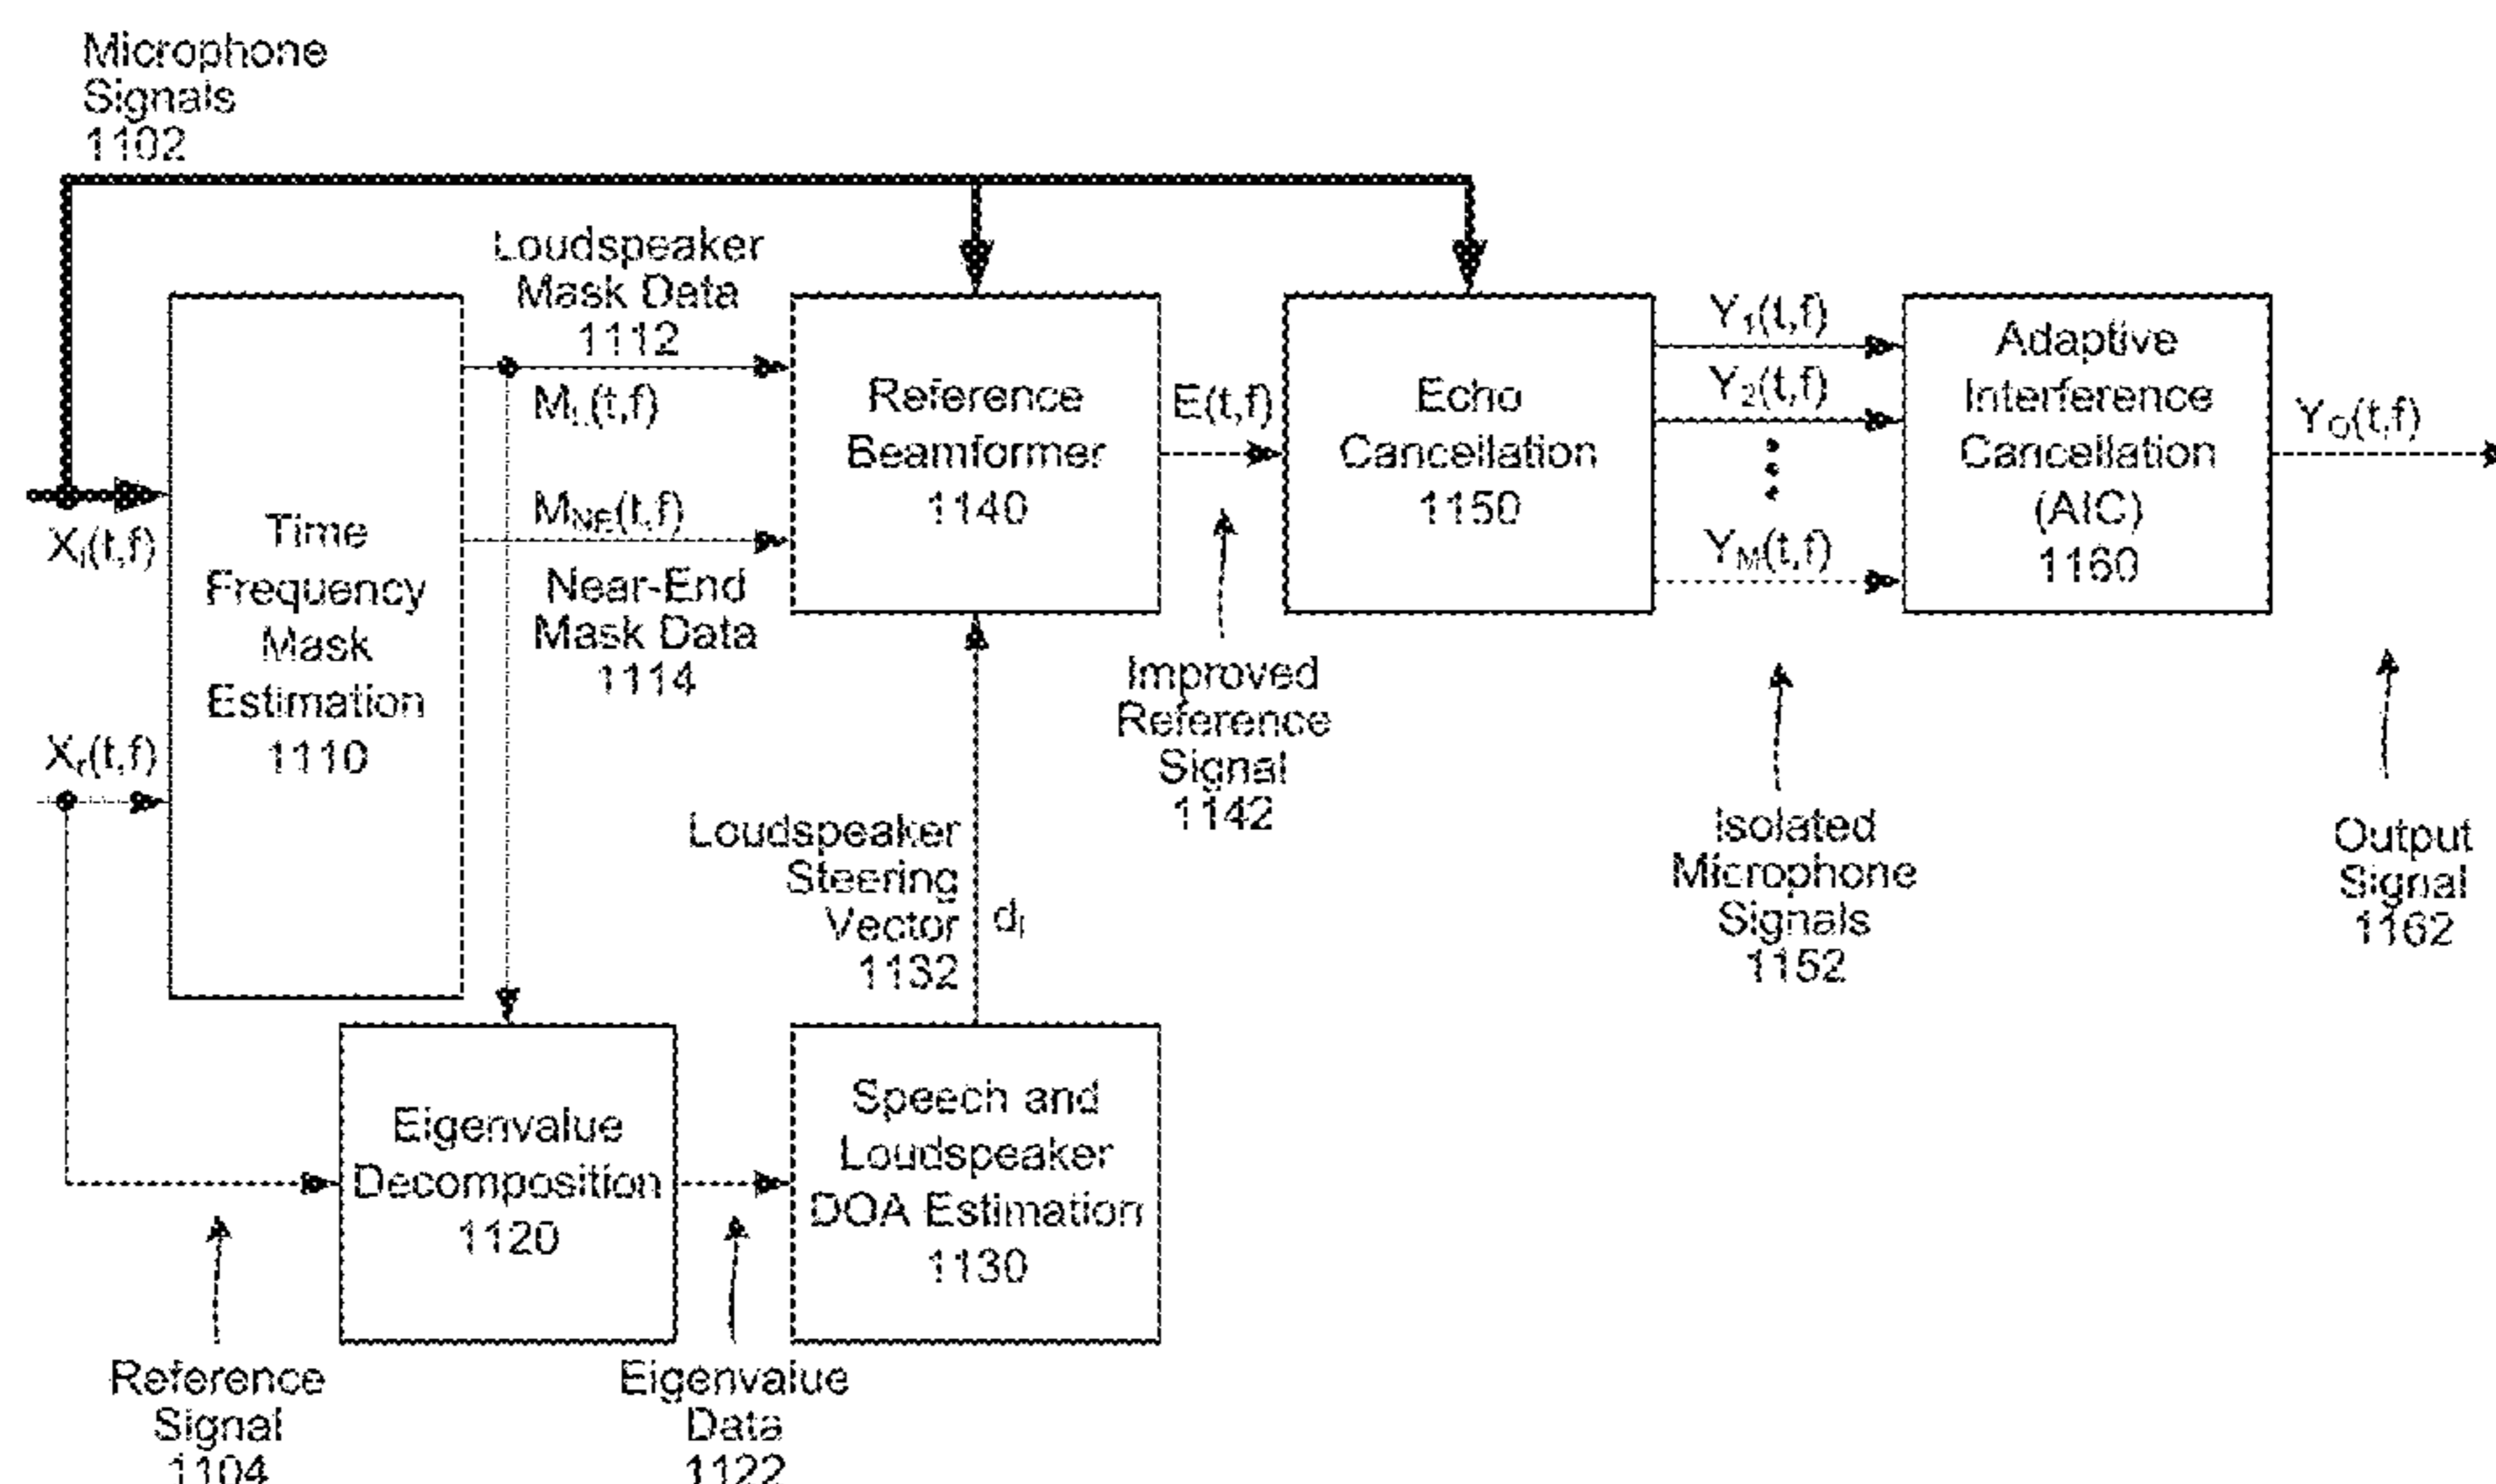 Microphone
Signals
1102
Loudspeaker
Mask Data
1112
M_L(t,f)
M_NE(t,f)
Near-End
Mask Data
1114
X_i(t,f)
Time
Frequency
Mask
Estimation
1110
X_r(t,f)
Reference
Beamformer
1140
E(t,f)
Improved
Reference
Signal
1142
Echo
Cancellation
1150
Y_1(t,f)
Y_2(t,f)
Y_M(t,f)
Isolated
Microphone
Signals
1152
Adaptive
Interference
Cancellation
(AIC)
1160
Y_O(t,f)
Output
Signal
1162
Loudspeaker
Steering
Vector
1132
d_l
Eigenvalue
Decomposition
1120
Speech and
Loudspeaker
DOA Estimation
1130
Reference
Signal
1104
Eigenvalue
Data
1122